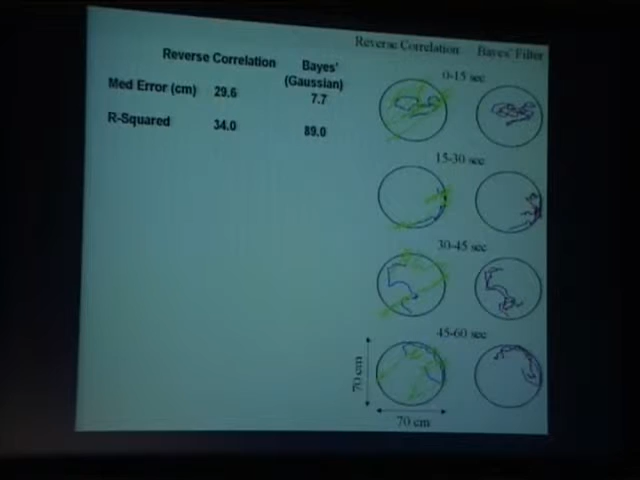 Reverse Correlation Bayes' (Gaussian)
Med Error (cm) 29.6 7.7
R-Squared 34.0 89.0
Reverse Correlation Bayes' Filter
0-15 sec
15-30 sec
30-45 sec
45-60 sec
70 cm
70 cm